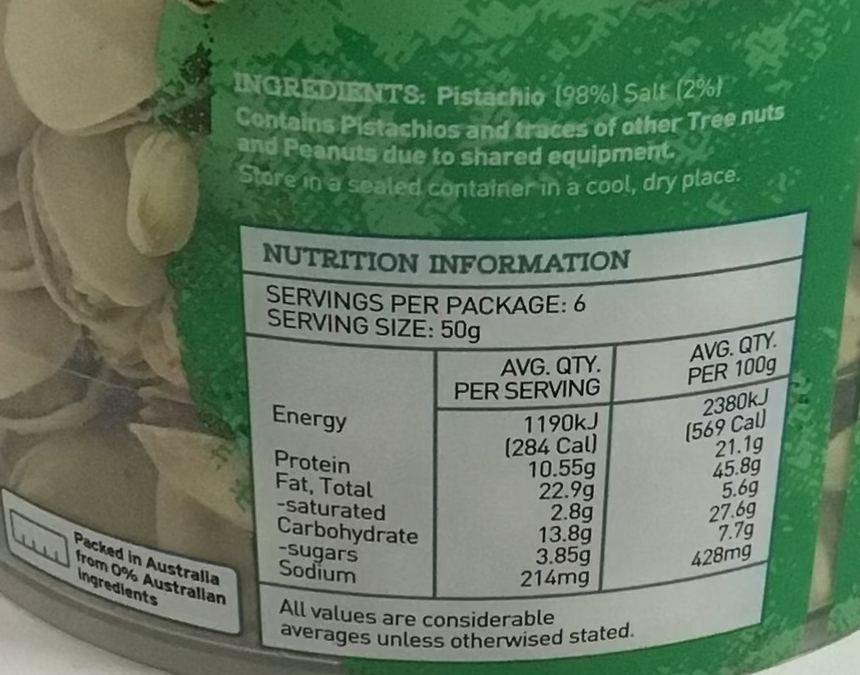 INGREDIENTS: Pistachio (98%) Salt (2%)
Contains Pistachios and traces of other Tree nuts
and Peanuts due to shared equipment.
Store in a sealed container in a cool, dry place.
NUTRITION INFORMATION
SERVINGS PER PACKAGE: 6
SERVING SIZE: 50g
AVG. QTY. PER SERVING AVG. QTY. PER 100g
Energy 1190kJ 2380kJ
(284 Cal) (569 Cal)
Protein 10.55g 21.1g
Fat, Total 22.9g 45.8g
-saturated 2.8g 5.6g
Carbohydrate 13.8g 27.6g
-sugars 3.85g 7.7g
Sodium 214mg 428mg
All values are considerable
averages unless otherwised stated.
Packed in Australia
from 0% Australian
ingredients